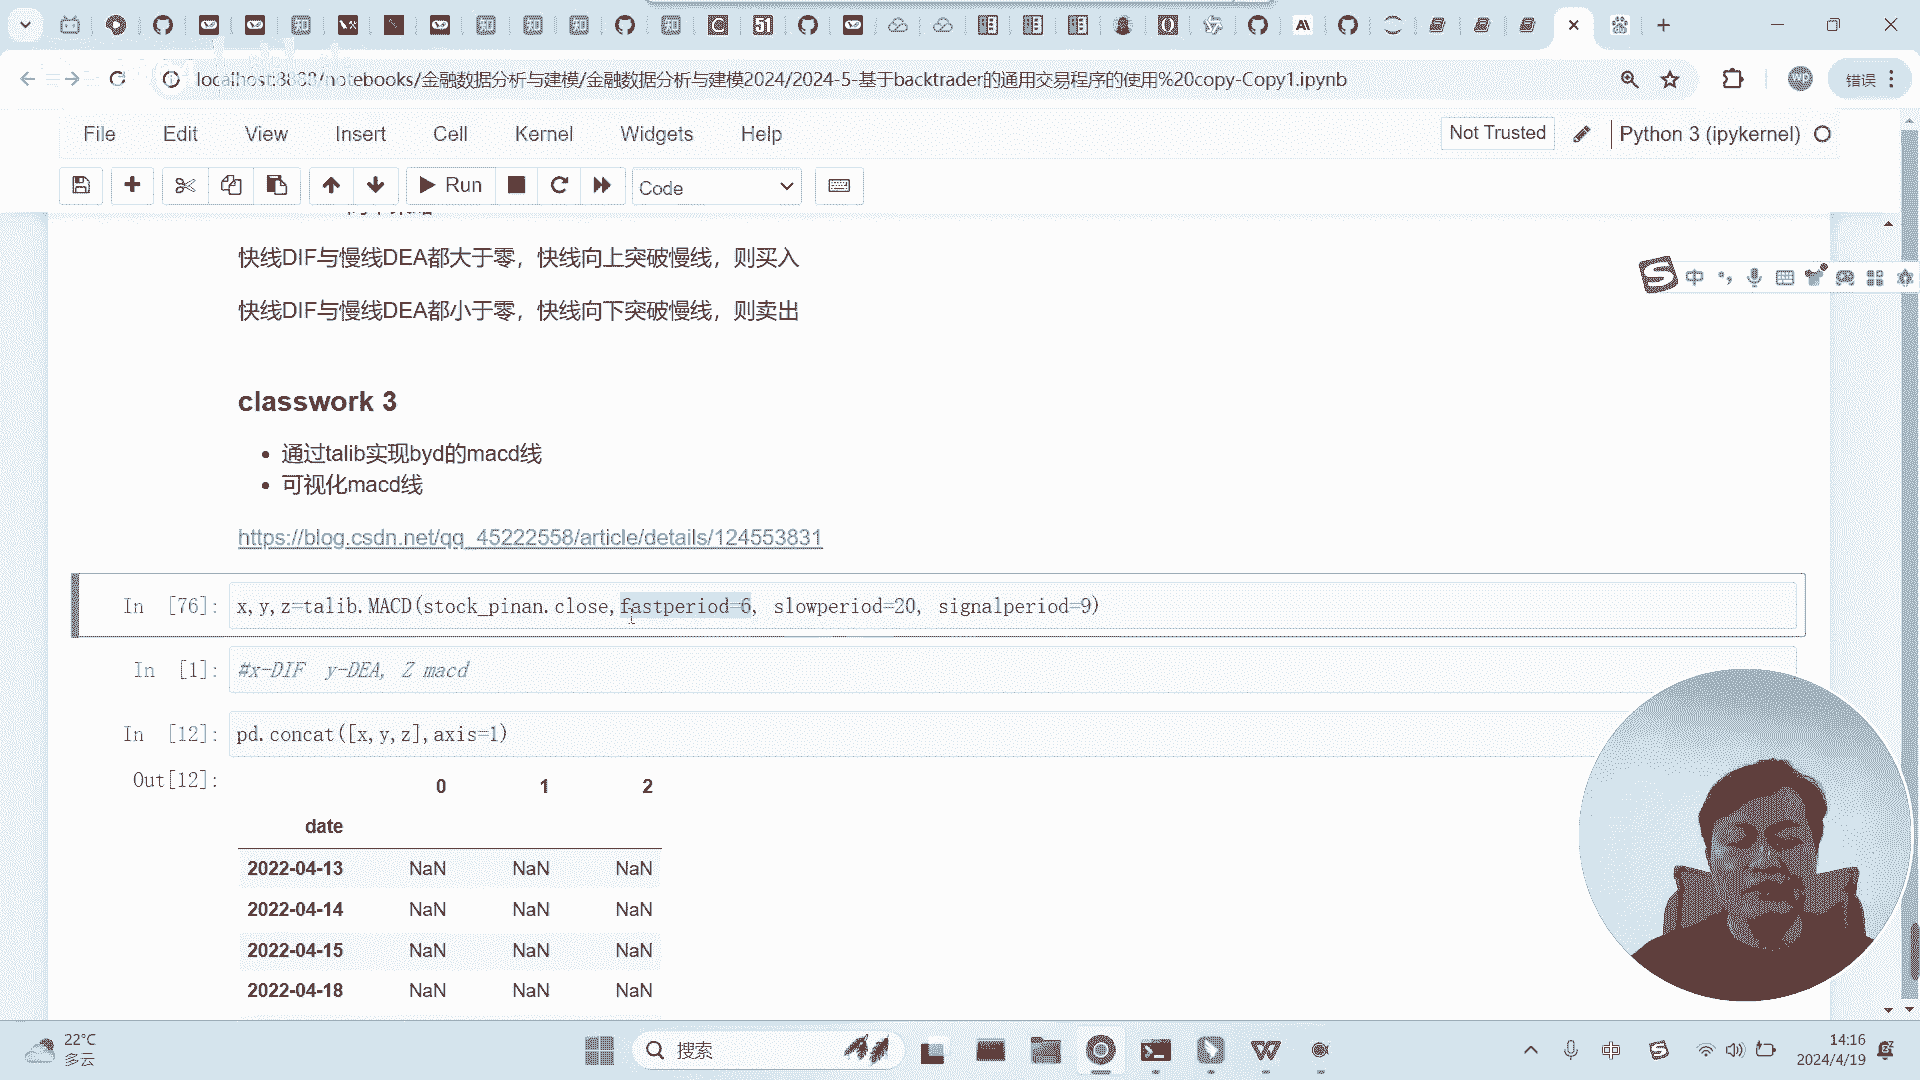 错误
localhost:8888/notebooks/金融数据分析与建模/金融数据分析与建模2024/2024-5-基于backtrader的通用交易程序的使用%20copy-Copy1.ipynb
File Edit View Insert Cell Kernel Widgets Help
Not Trusted
Python 3 (ipykernel)
Run
Code
快线DIF与慢线DEA都大于零，快线向上突破慢线，则买入
快线DIF与慢线DEA都小于零，快线向下突破慢线，则卖出
中
classwork 3
通过talib实现byd的macd线
可视化macd线
https://blog.csdn.net/qq_45222558/article/details/124553831
In [76]: x,y,z=talib.MACD(stock_pinan.close,fastperiod=6, slowperiod=20, signalperiod=9)
In [1]: #x-DIF y-DEA, Z macd
In [12]: pd.concat([x,y,z],axis=1)
Out[12]:
0 1 2
date
2022-04-13 NaN NaN NaN
2022-04-14 NaN NaN NaN
2022-04-15 NaN NaN NaN
2022-04-18 NaN NaN NaN
22°C
多云
搜索
中
14:16
2024/4/19